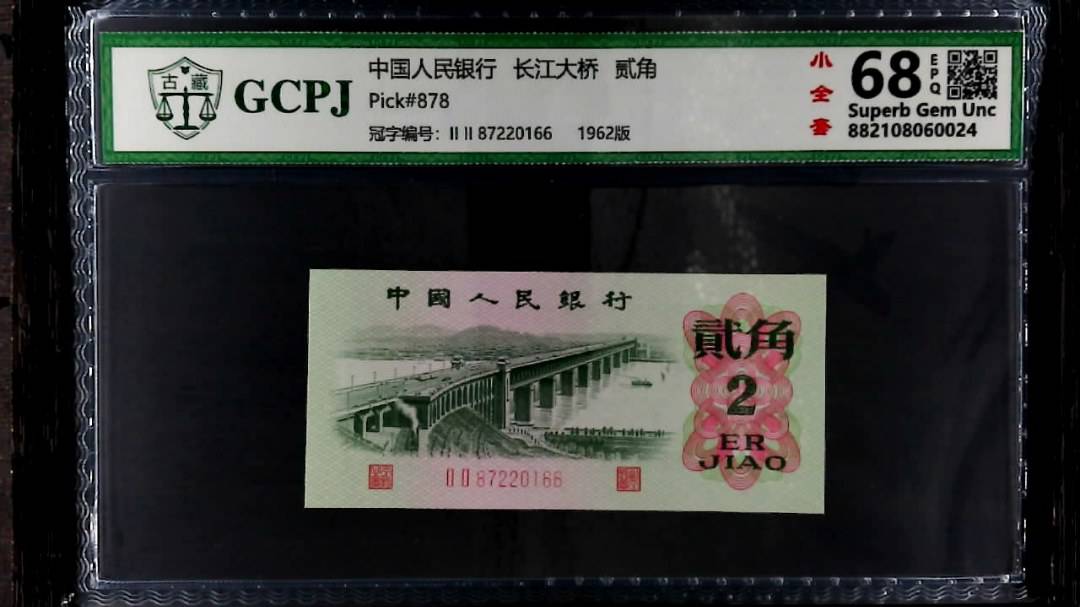 古藏
GCPJ
中国人民银行 长江大桥 贰角
Pick#878
冠字编号: II II 87220166 1962版
小全套
68
EPQ
Superb Gem Unc
882108060024
中國人民銀行
貳角
2
ER
JIAO
II II 87220166